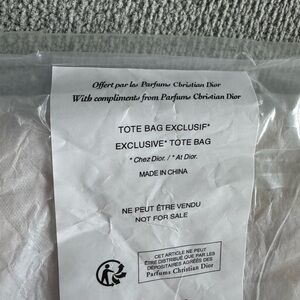 Offert par les Parfums Christian Dior
With compliments from Parfums Christian Dior
TOTE BAG EXCLUSIF*
EXCLUSIVE* TOTE BAG
* Chez Dior. / * At Dior.
MADE IN CHINA
NE PEUT ÊTRE VENDU
NOT FOR SALE
CET ARTICLE NE PEUT
ÊTRE DISTRIBUÉ QUE PAR LES
DÉPOSITAIRES AGRÉÉS DES
Parfums Christian Dior